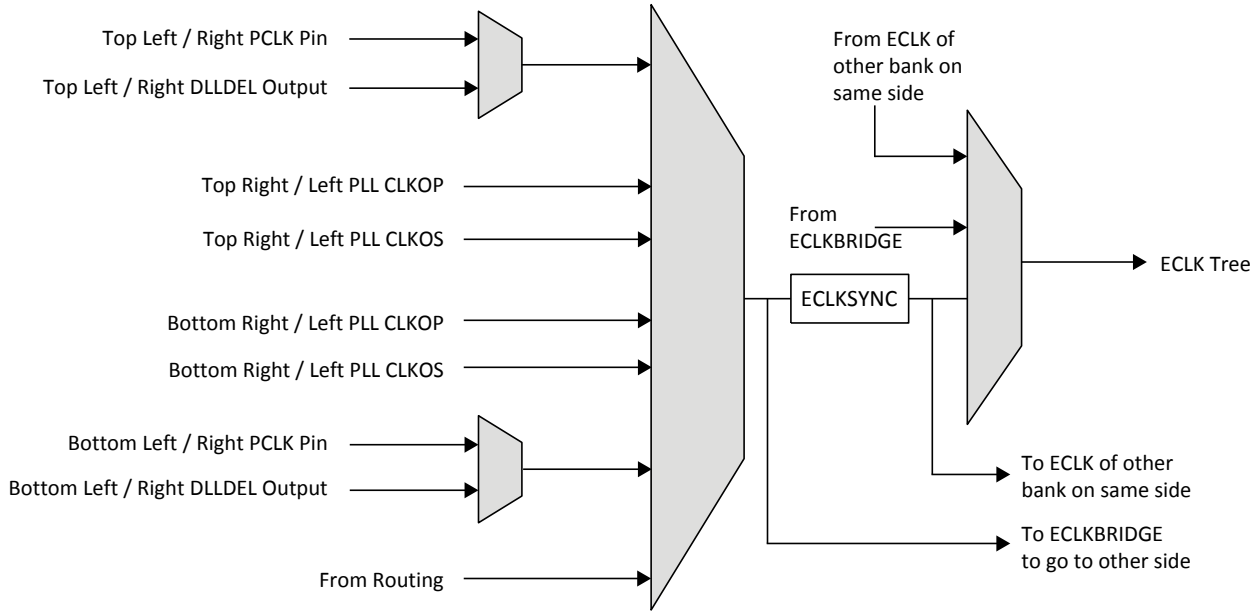 Top Left / Right PCLK Pin
Top Left / Right DLLDEL Output
Top Right / Left PLL CLKOP
Top Right / Left PLL CLKOS
Bottom Right / Left PLL CLKOP
Bottom Right / Left PLL CLKOS
Bottom Left / Right PCLK Pin
Bottom Left / Right DLLDEL Output
From Routing
From ECLK of
other bank on
same side
From
ECLKBRIDGE
ECLKSYNC
ECLK Tree
To ECLK of other
bank on same side
To ECLKBRIDGE
to go to other side